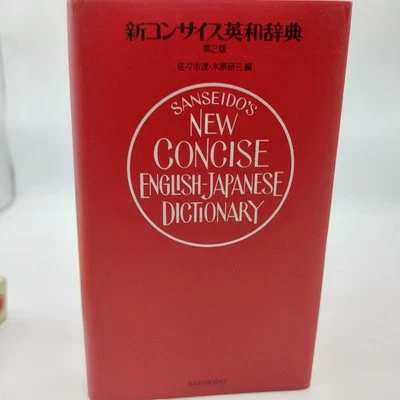 新コンサイス英和辞典
第2版
佐々木達・木原研三 編
SANSEIDO'S
NEW
CONCISE
ENGLISH-JAPANESE
DICTIONARY
SANSEIDO